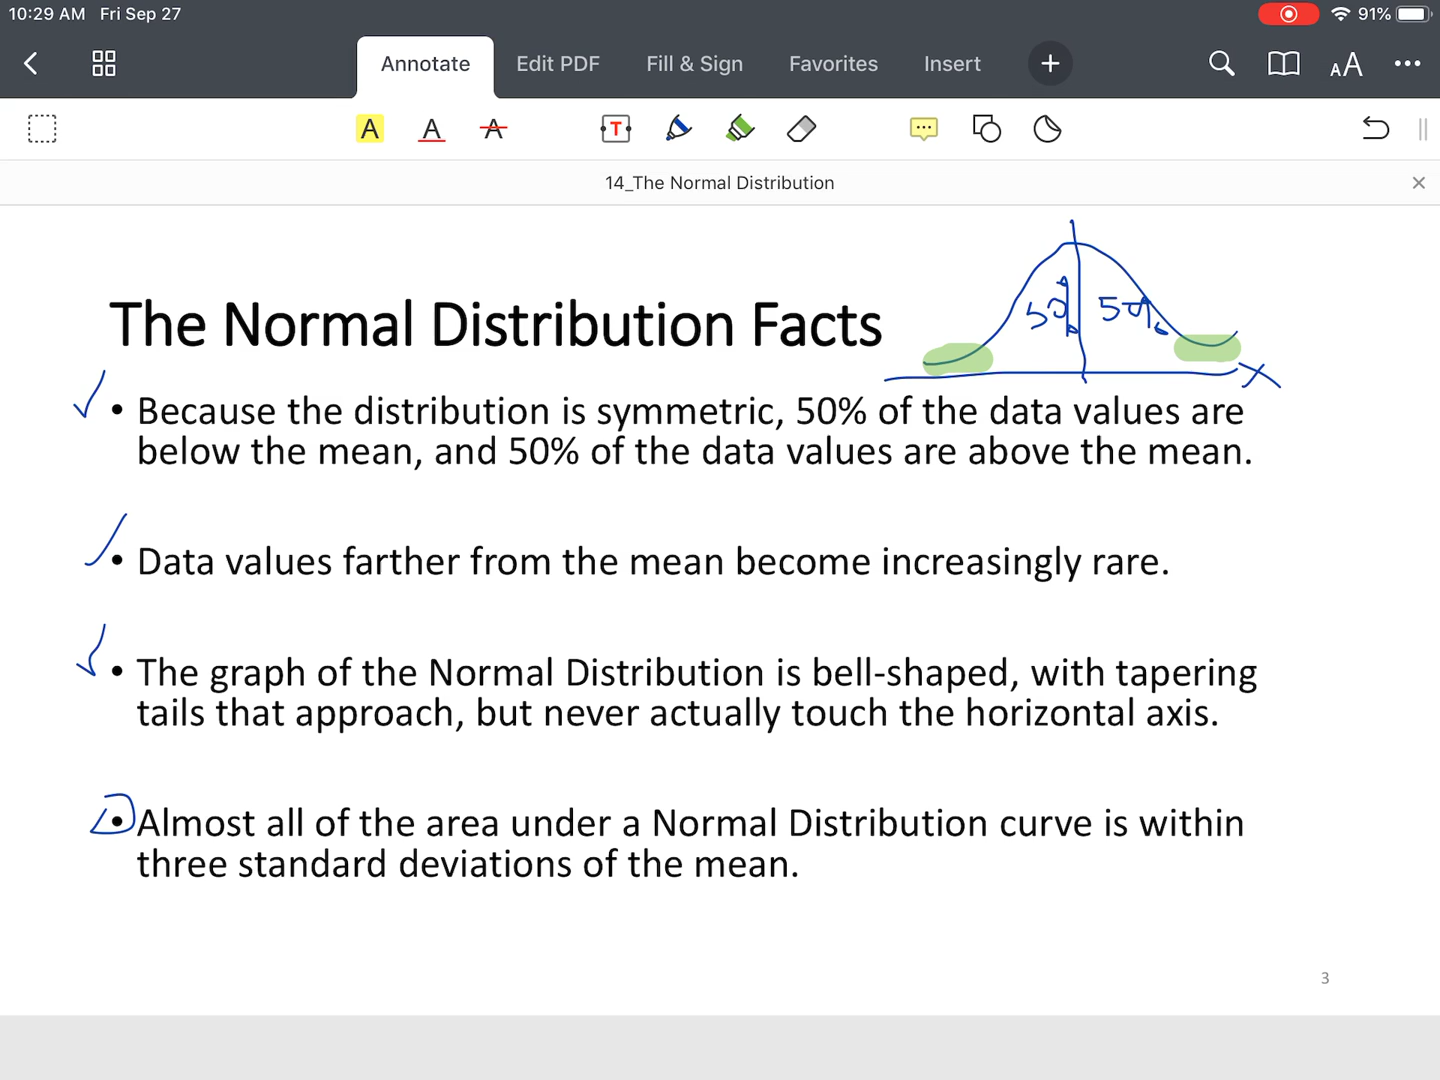 10:29 AM Fri Sep 27
91%
Annotate
Edit PDF
Fill & Sign
Favorites
Insert
AA
A
A
A
T
14_The Normal Distribution
The Normal Distribution Facts
50% 50%
x
• Because the distribution is symmetric, 50% of the data values are
below the mean, and 50% of the data values are above the mean.
• Data values farther from the mean become increasingly rare.
• The graph of the Normal Distribution is bell-shaped, with tapering
tails that approach, but never actually touch the horizontal axis.
• Almost all of the area under a Normal Distribution curve is within
three standard deviations of the mean.
3